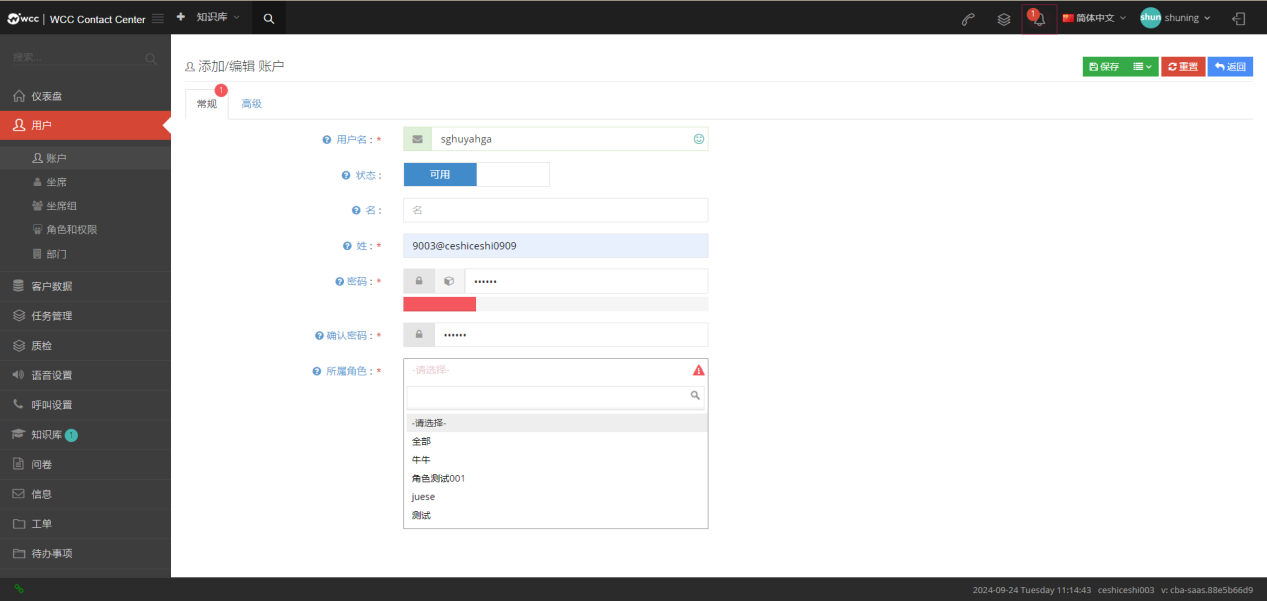 wcc | WCC Contact Center
知识库
1
简体中文
shun shuning
搜索...
仪表盘
用户
账户
坐席
坐席组
角色和权限
部门
客户数据
任务管理
质检
语音设置
呼叫设置
知识库 1
问卷
信息
工单
待办事项
添加/编辑 账户
保存
重置
返回
常规 1
高级
用户名 : *
sghuyahga
状态 :
可用
名 :
名
姓 : *
9003@ceshiceshi0909
密码 : *
••••••
确认密码 : *
••••••
所属角色 : *
-请选择-
-请选择-
全部
牛牛
角色测试001
juese
测试
2024-09-24 Tuesday 11:14:43 ceshiceshi003 v: cba-saas.88e5b66d9